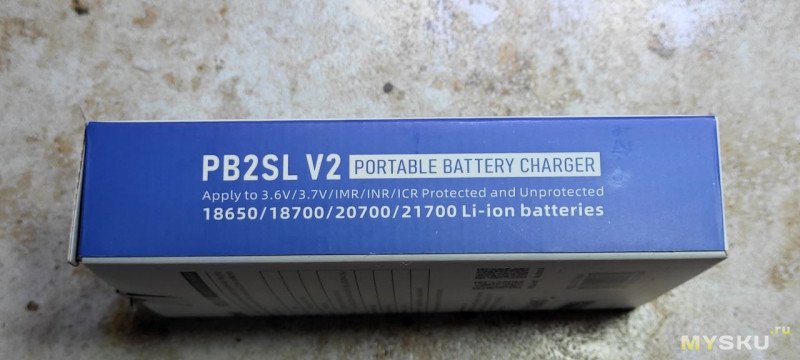 PB2SL V2 PORTABLE BATTERY CHARGER
Apply to 3.6V/3.7V/IMR/INR/ICR Protected and Unprotected
18650/18700/20700/21700 Li-ion batteries
MYSKU.ru